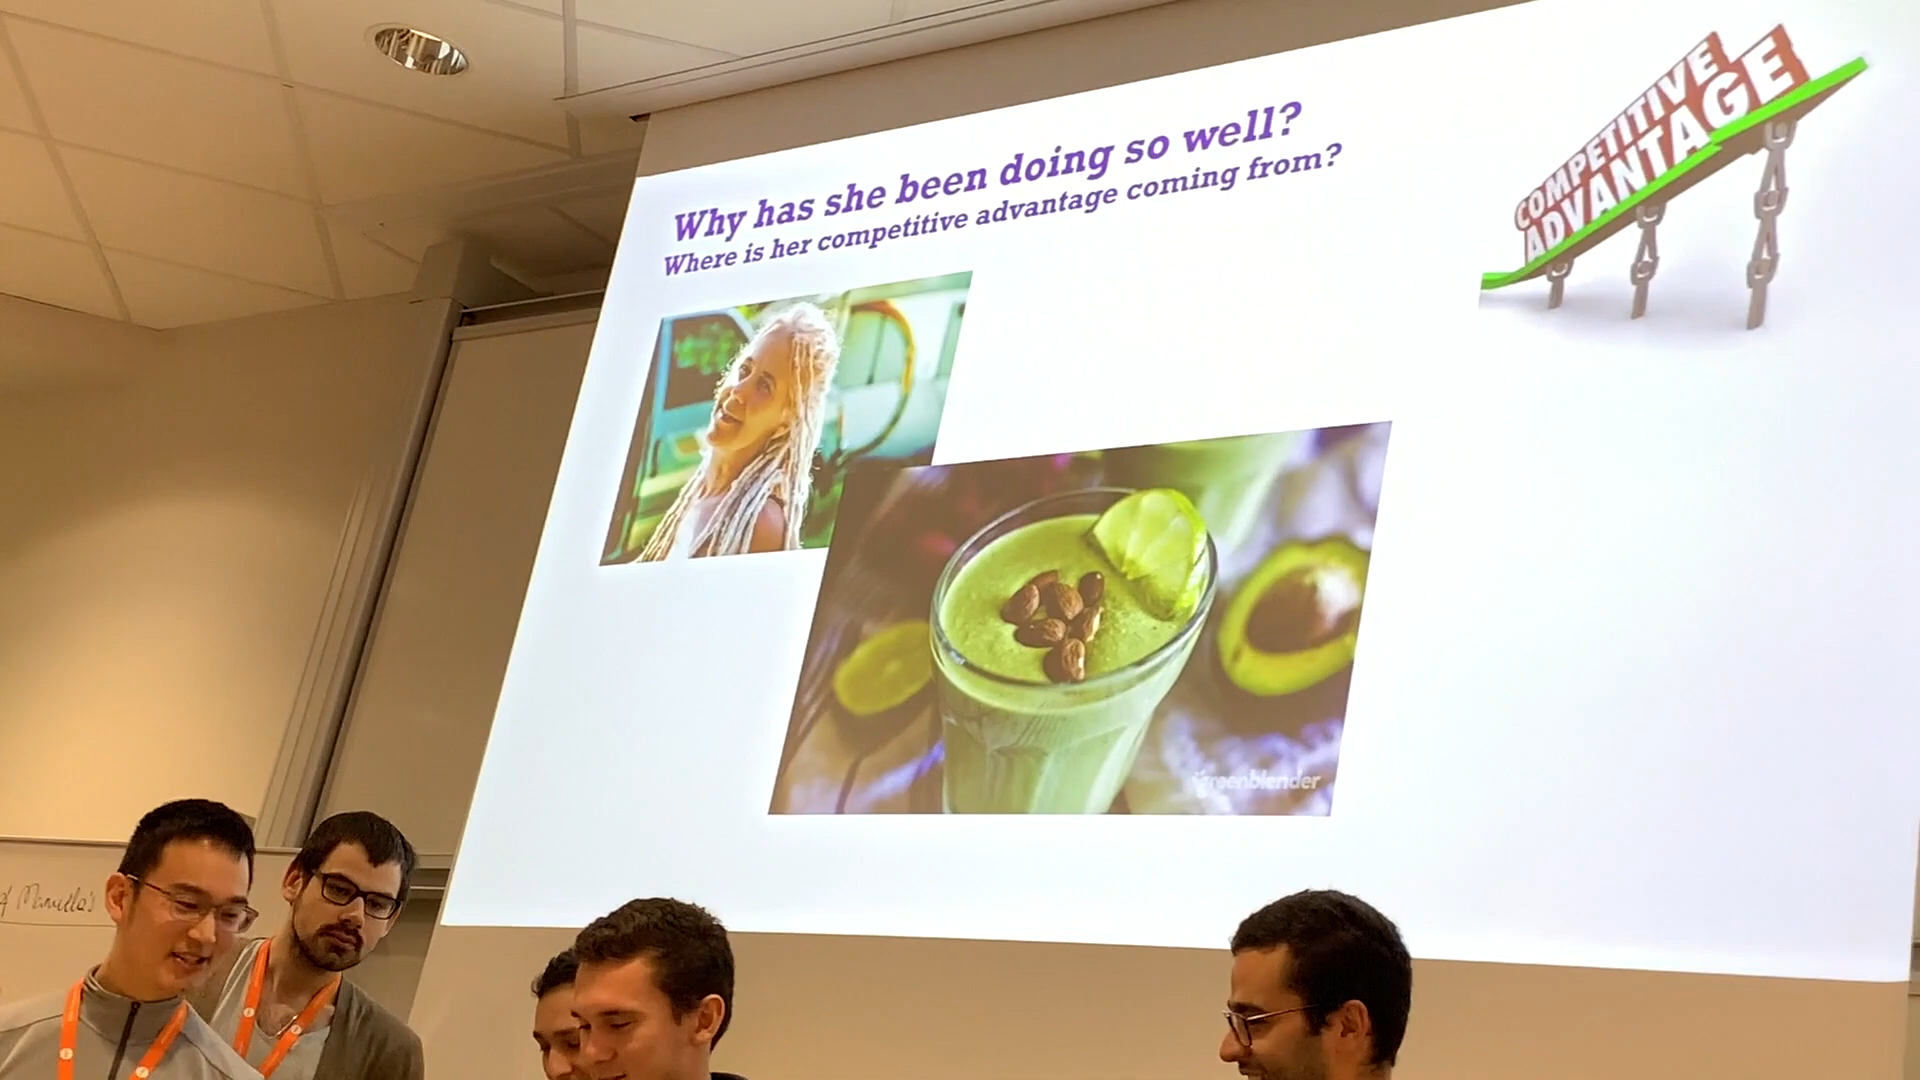 Why has she been doing so well?
Where is her competitive advantage coming from?
COMPETITIVE
ADVANTAGE
greenblender